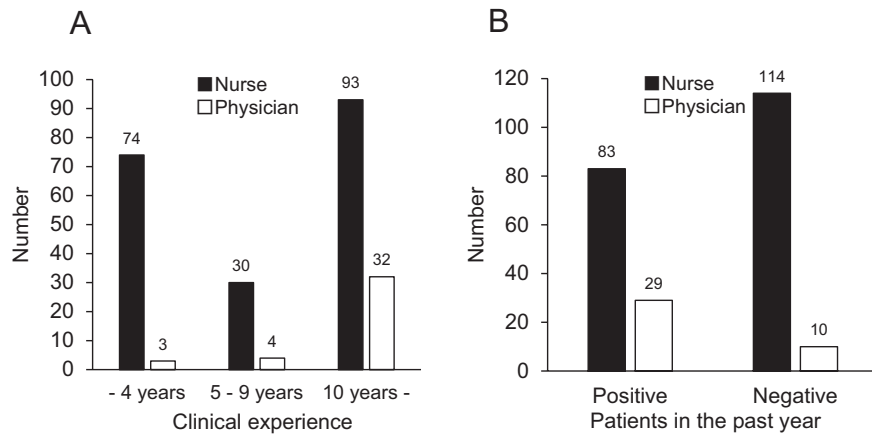 A
Number
100
90
80
70
60
50
40
30
20
10
0
Nurse
Physician
74
3
30
4
93
32
- 4 years 5 - 9 years 10 years -
Clinical experience
B
Number
120
100
80
60
40
20
0
Nurse
Physician
83
29
114
10
Positive Negative
Patients in the past year